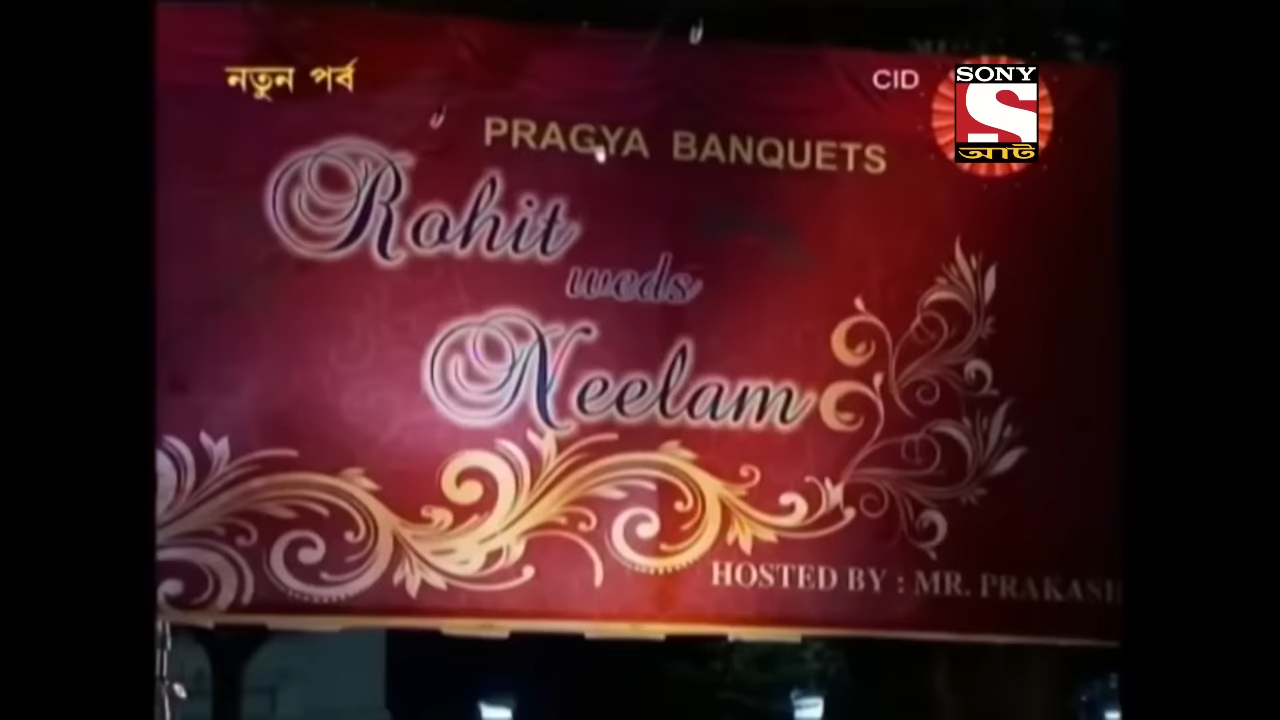 নতুন পর্ব
CID
SONY
আট
PRAGYA BANQUETS
Rohit
weds
Neelam
HOSTED BY : MR. PRAKASH